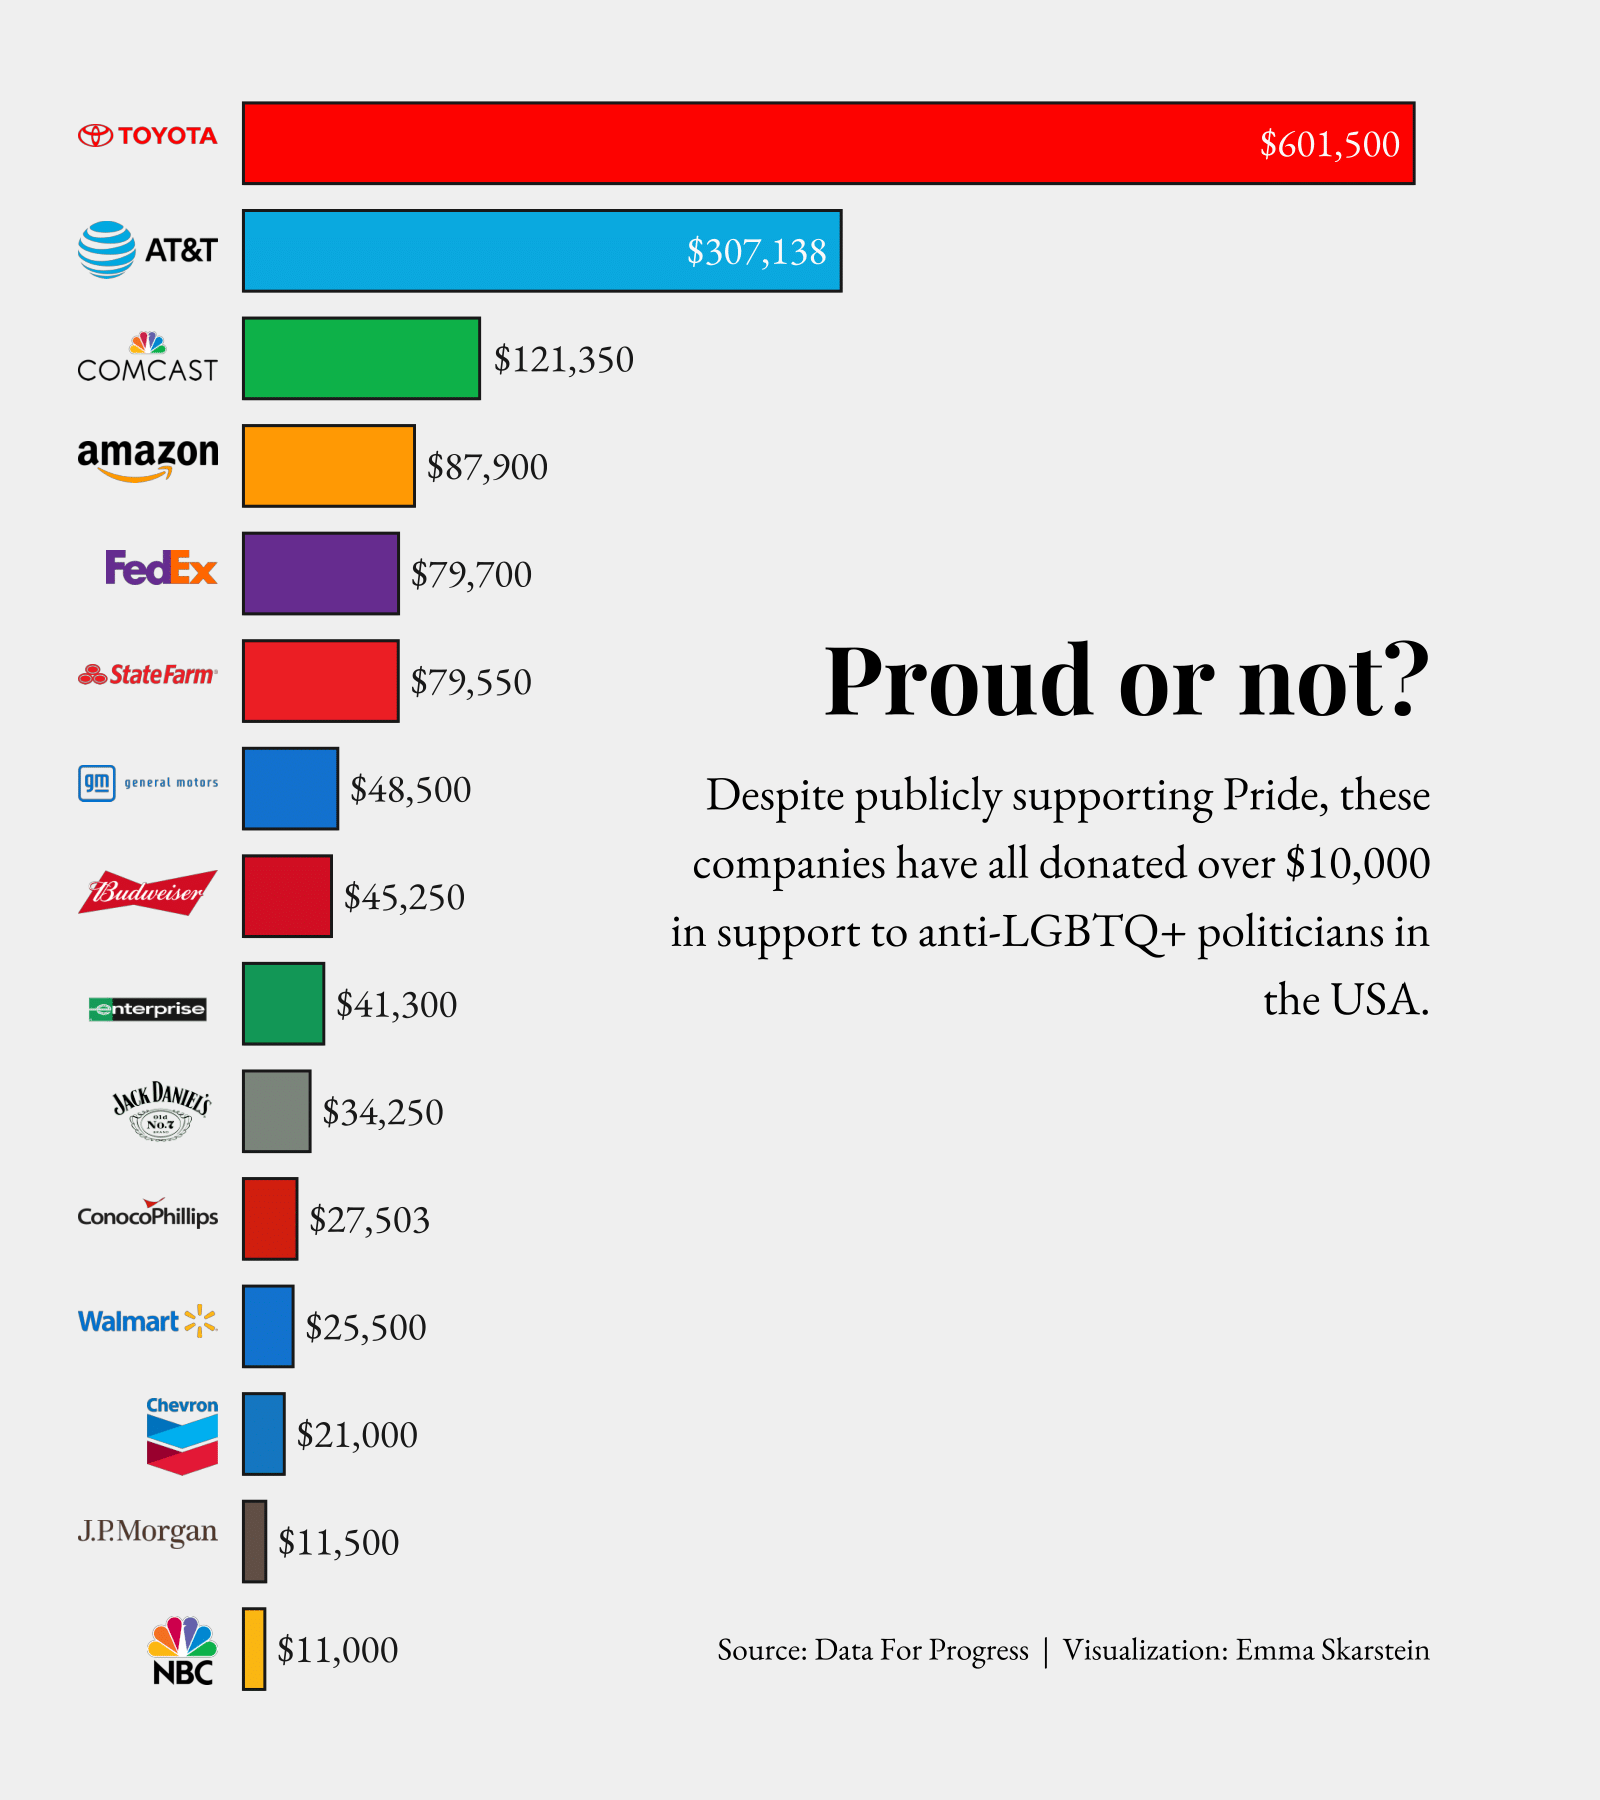 TOYOTA
$601,500
AT&T
$307,138
COMCAST
$121,350
amazon
$87,900
FedEx
$79,700
StateFarm®
$79,550
gm general motors
$48,500
Budweiser
$45,250
enterprise
$41,300
JACK DANIEL'S
Old
No.7
BRAND
$34,250
ConocoPhillips
$27,503
Walmart
$25,500
Chevron
$21,000
J.P.Morgan
$11,500
NBC
$11,000
Proud or not?
Despite publicly supporting Pride, these
companies have all donated over $10,000
in support to anti-LGBTQ+ politicians in
the USA.
Source: Data For Progress | Visualization: Emma Skarstein